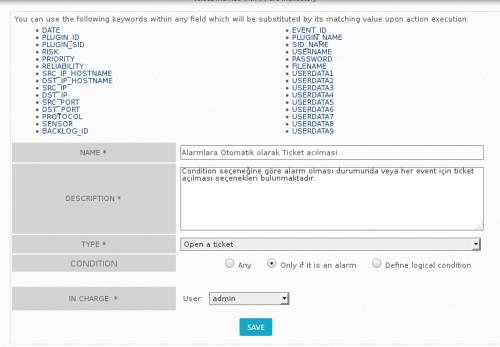 You can use the following keywords within any field which will be substituted by its matching value upon action execution:
DATE
PLUGIN_ID
PLUGIN_SID
RISK
PRIORITY
RELIABILITY
SRC_IP_HOSTNAME
DST_IP_HOSTNAME
SRC_IP
DST_IP
SRC_PORT
DST_PORT
PROTOCOL
SENSOR
BACKLOG_ID
EVENT_ID
PLUGIN_NAME
SID_NAME
USERNAME
PASSWORD
FILENAME
USERDATA1
USERDATA2
USERDATA3
USERDATA4
USERDATA5
USERDATA6
USERDATA7
USERDATA8
USERDATA9
NAME * Alarmlara Otomatik olarak Ticket acilmasi
DESCRIPTION * Condition seçeneğine göre alarm olması durumunda veya her event için ticket
açılması seçenekleri bulunmaktadır.
TYPE * Open a ticket
CONDITION Any Only if it is an alarm Define logical condition
IN CHARGE: * User: admin
SAVE